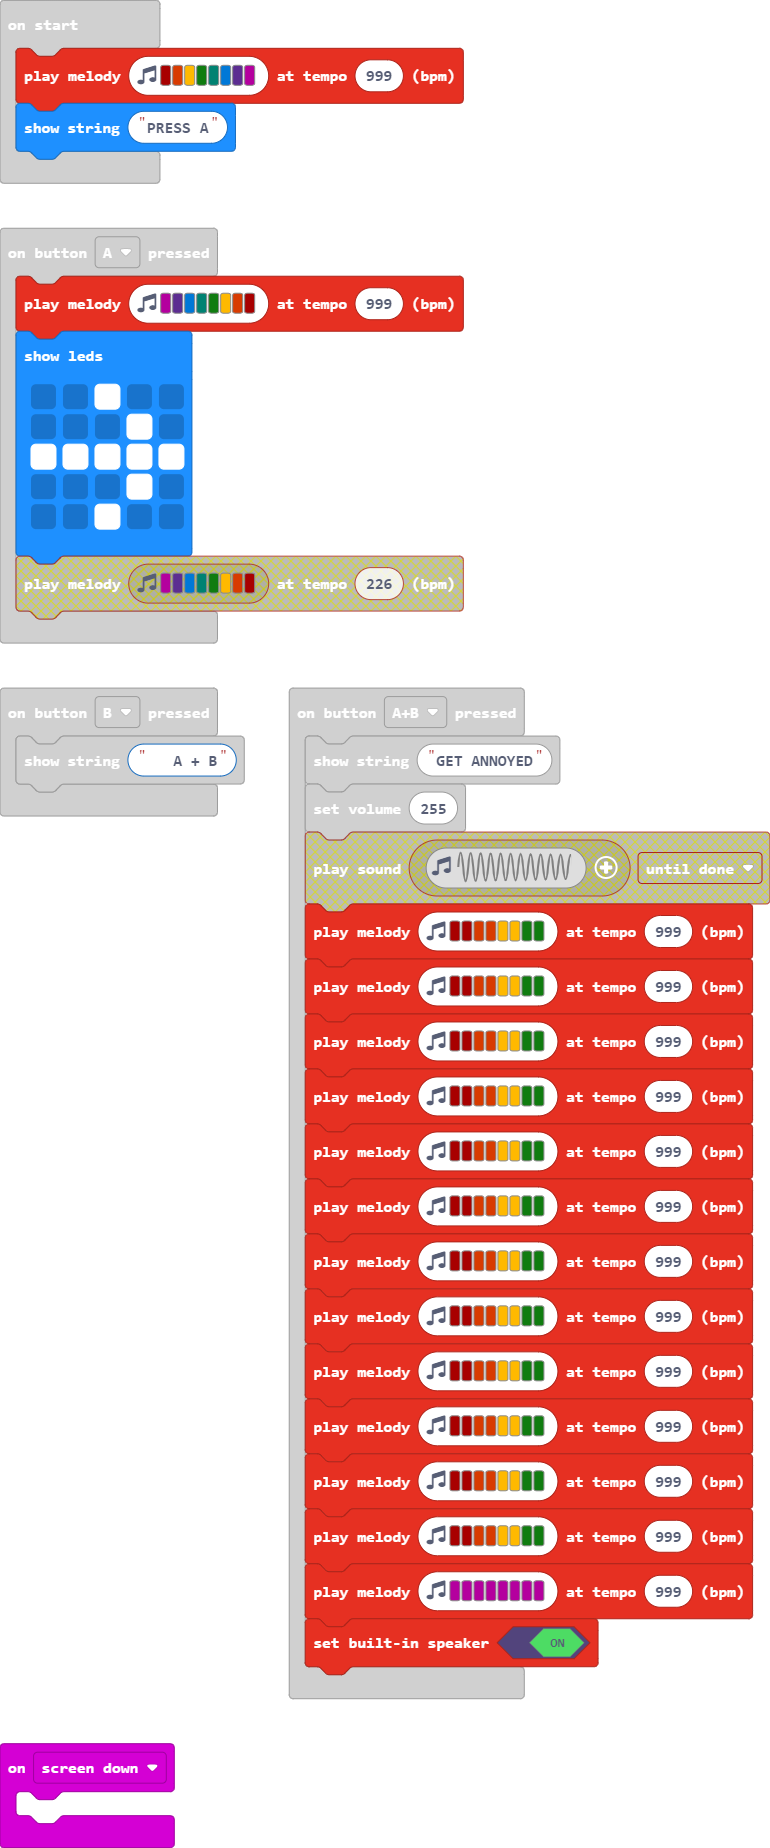 on start
play melody at tempo 999 (bpm)
show string "PRESS A"
on button A pressed
play melody at tempo 999 (bpm)
show leds
play melody at tempo 226 (bpm)
on button B pressed
show string " A + B"
on button A+B pressed
show string "GET ANNOYED"
set volume 255
play sound until done
play melody at tempo 999 (bpm)
play melody at tempo 999 (bpm)
play melody at tempo 999 (bpm)
play melody at tempo 999 (bpm)
play melody at tempo 999 (bpm)
play melody at tempo 999 (bpm)
play melody at tempo 999 (bpm)
play melody at tempo 999 (bpm)
play melody at tempo 999 (bpm)
play melody at tempo 999 (bpm)
play melody at tempo 999 (bpm)
play melody at tempo 999 (bpm)
play melody at tempo 999 (bpm)
set built-in speaker ON
on screen down